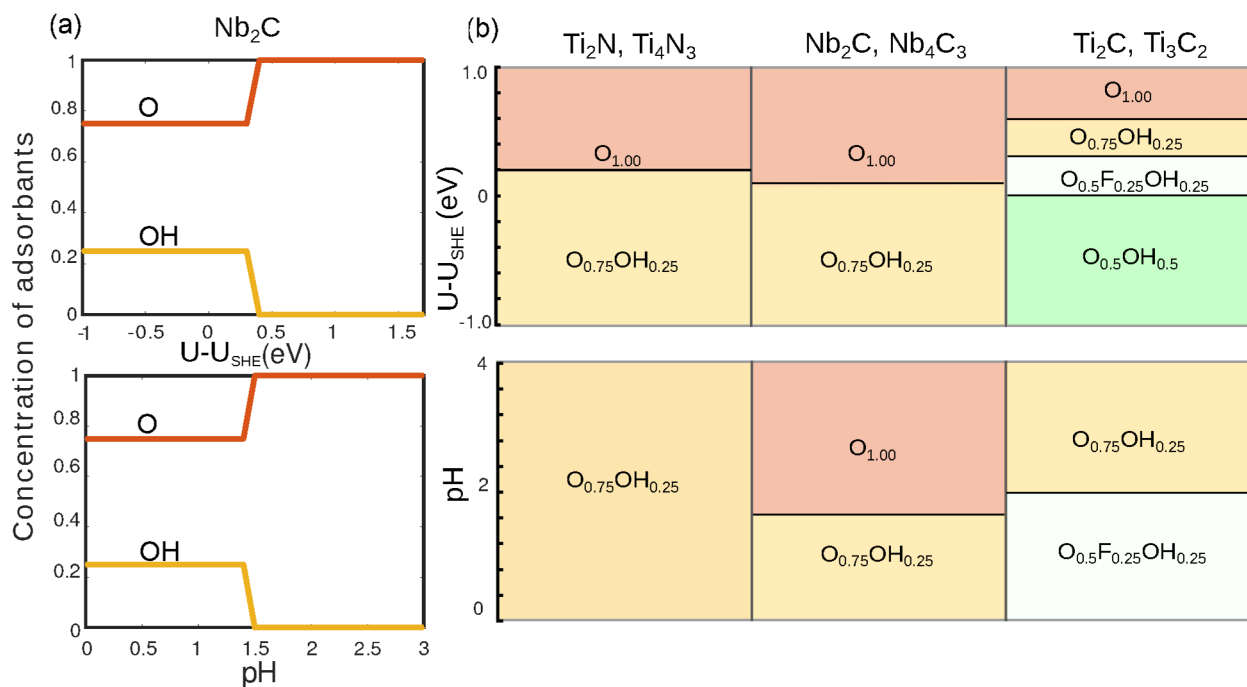 (a)
Nb₂C
Concentration of adsorbants
1
0.8
0.6
0.4
0.2
0
O
OH
-1
-0.5
0
0.5
1
1.5
U-U_SHE(eV)
1
0.8
0.6
0.4
0.2
0
O
OH
0
0.5
1
1.5
2
2.5
3
pH
(b)
Ti₂N, Ti₄N₃
Nb₂C, Nb₄C₃
Ti₂C, Ti₃C₂
U-U_SHE (eV)
1.0
0
-1.0
O₁.₀₀
O₀.₇₅OH₀.₂₅
O₁.₀₀
O₀.₇₅OH₀.₂₅
O₁.₀₀
O₀.₇₅OH₀.₂₅
O₀.₅F₀.₂₅OH₀.₂₅
O₀.₅OH₀.₅
pH
4
2
0
O₀.₇₅OH₀.₂₅
O₁.₀₀
O₀.₇₅OH₀.₂₅
O₀.₇₅OH₀.₂₅
O₀.₅F₀.₂₅OH₀.₂₅